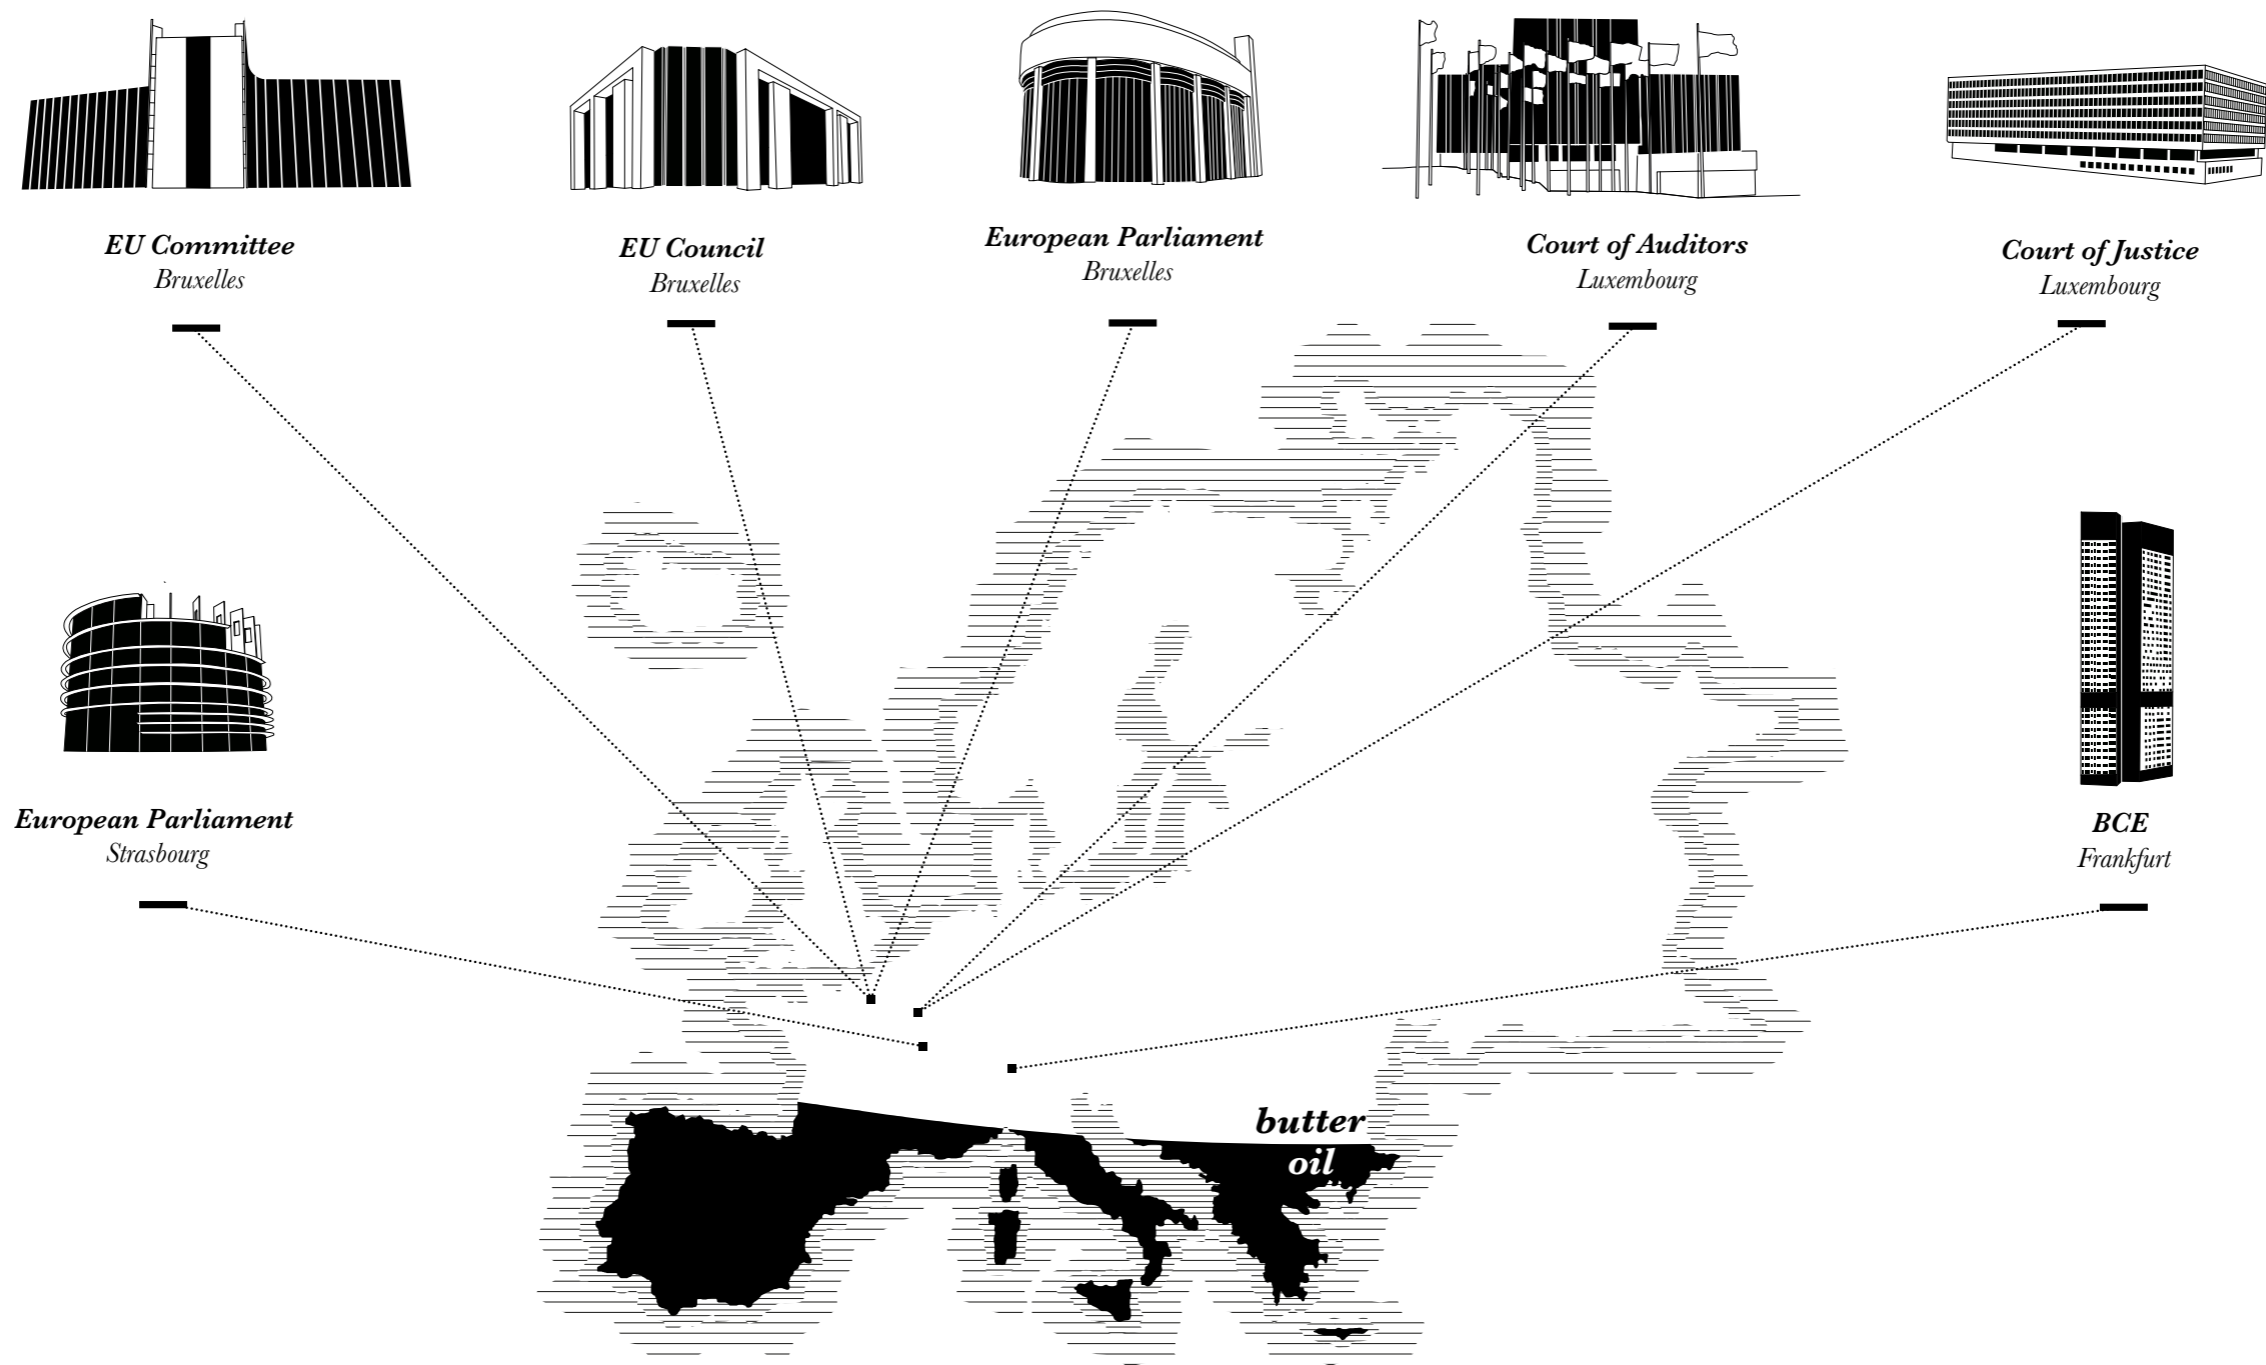 EU Committee
Bruxelles
EU Council
Bruxelles
European Parliament
Bruxelles
Court of Auditors
Luxembourg
Court of Justice
Luxembourg
European Parliament
Strasbourg
BCE
Frankfurt
butter
oil